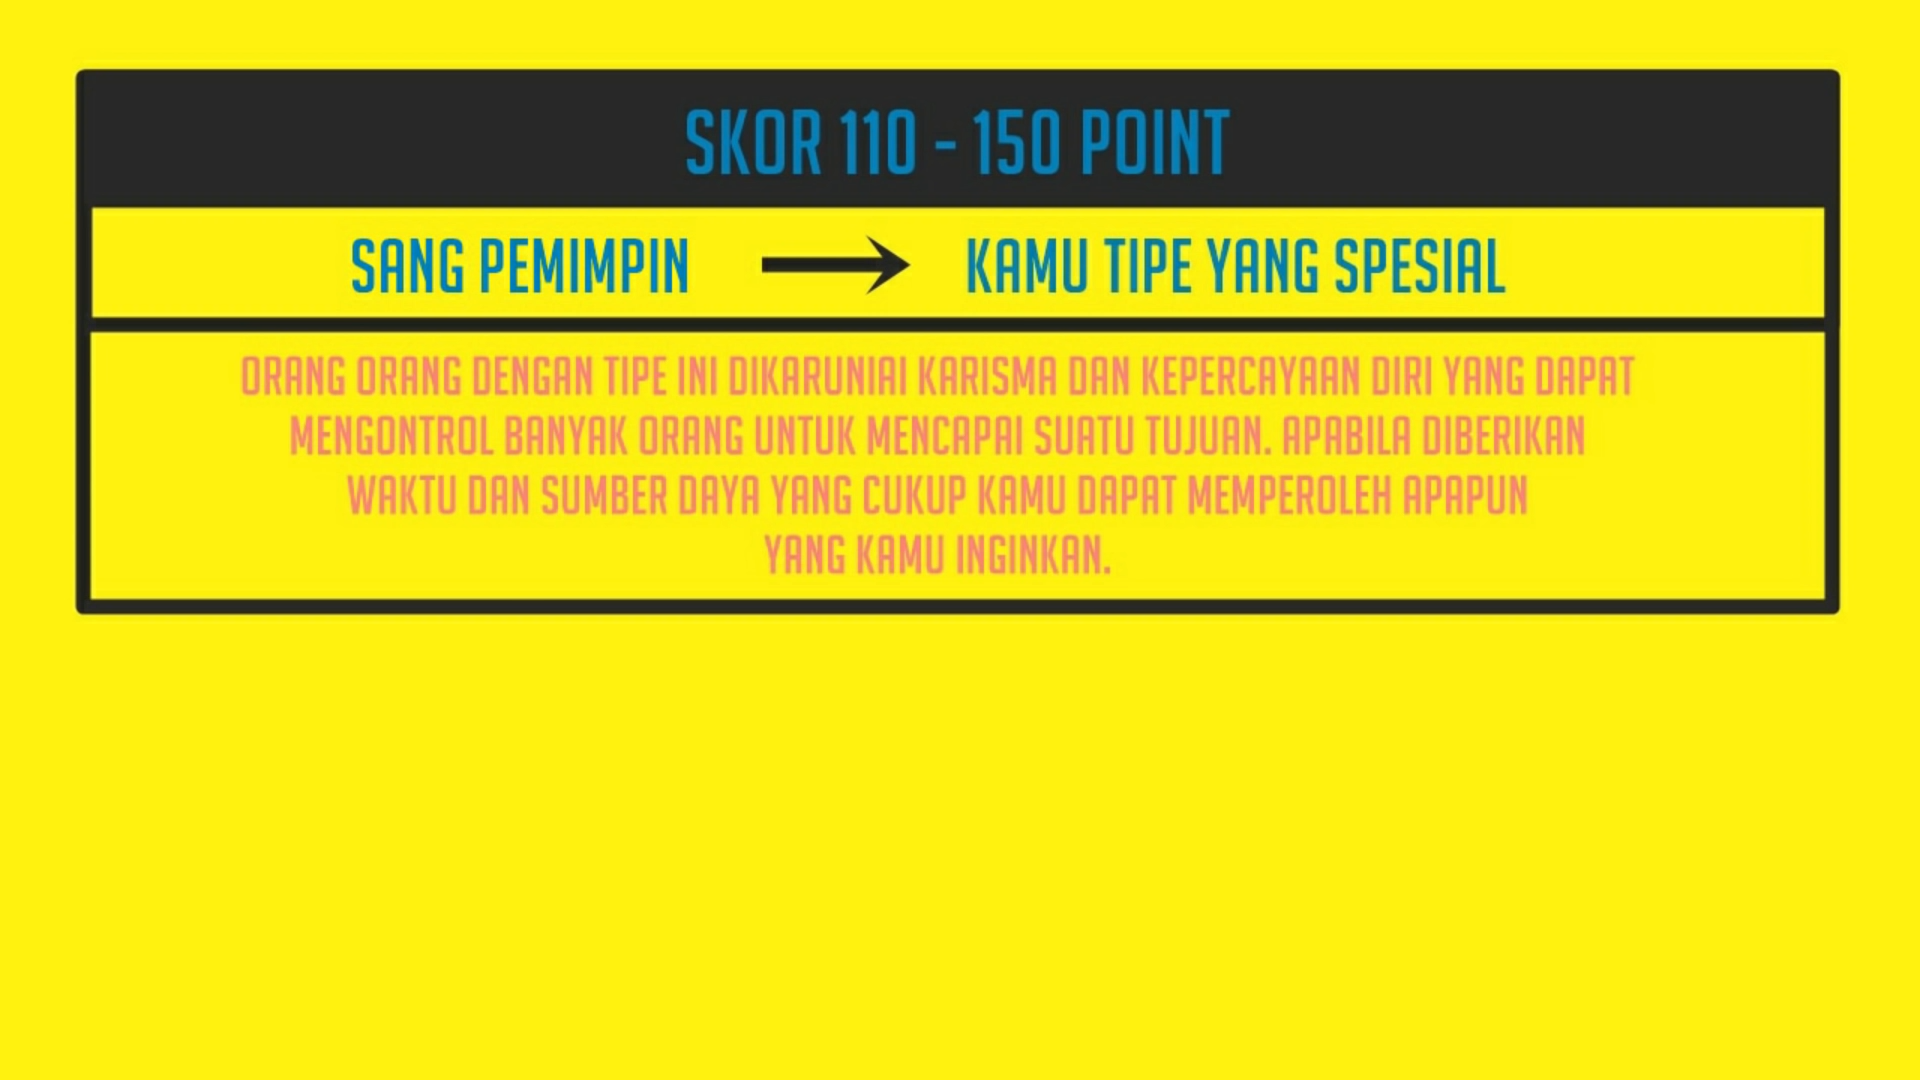 SKOR 110 - 150 POINT
SANG PEMIMPIN → KAMU TIPE YANG SPESIAL
ORANG ORANG DENGAN TIPE INI DIKARUNIAI KARISMA DAN KEPERCAYAAN DIRI YANG DAPAT
MENGONTROL BANYAK ORANG UNTUK MENCAPAI SUATU TUJUAN. APABILA DIBERIKAN
WAKTU DAN SUMBER DAYA YANG CUKUP KAMU DAPAT MEMPEROLEH APAPUN
YANG KAMU INGINKAN.